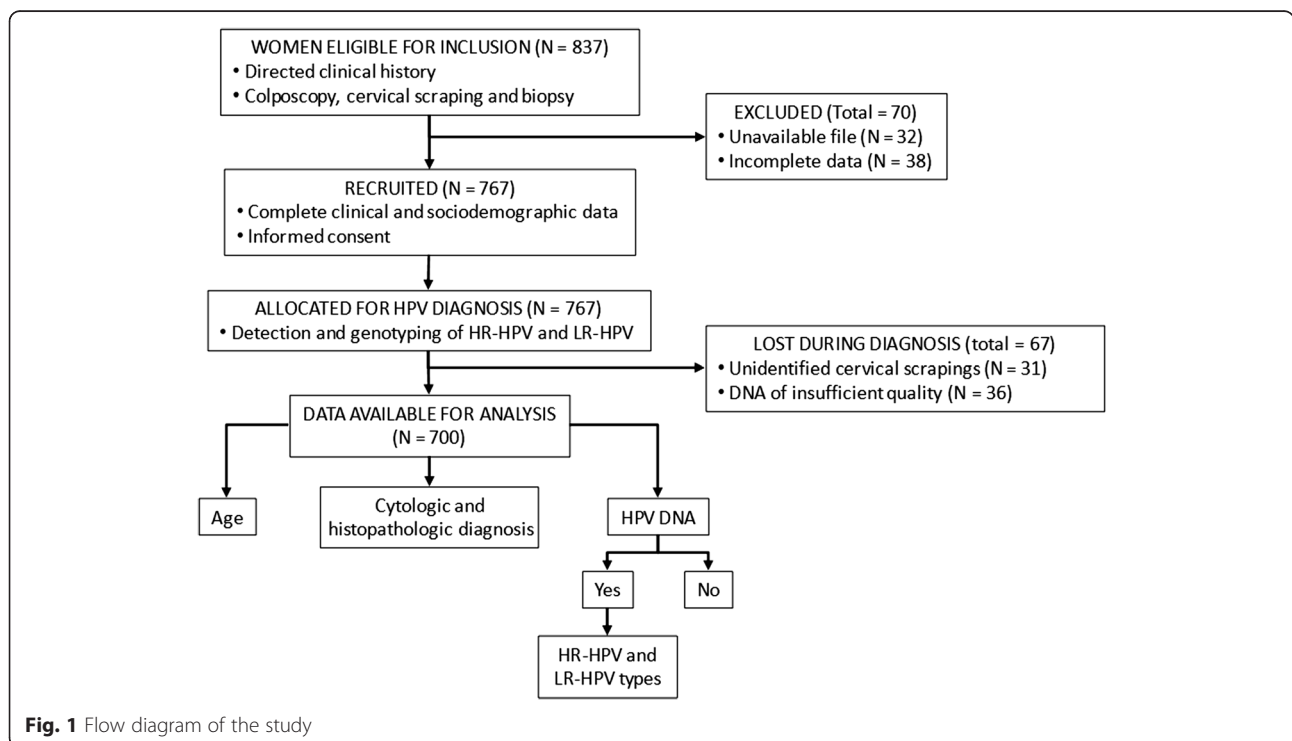 WOMEN ELIGIBLE FOR INCLUSION (N = 837)
• Directed clinical history
• Colposcopy, cervical scraping and biopsy
EXCLUDED (Total = 70)
• Unavailable file (N = 32)
• Incomplete data (N = 38)
RECRUITED (N = 767)
• Complete clinical and sociodemographic data
• Informed consent
ALLOCATED FOR HPV DIAGNOSIS (N = 767)
• Detection and genotyping of HR-HPV and LR-HPV
LOST DURING DIAGNOSIS (total = 67)
• Unidentified cervical scrapings (N = 31)
• DNA of insufficient quality (N = 36)
DATA AVAILABLE FOR ANALYSIS
(N = 700)
Age
Cytologic and
histopathologic diagnosis
HPV DNA
Yes
No
HR-HPV and
LR-HPV types
Fig. 1 Flow diagram of the study